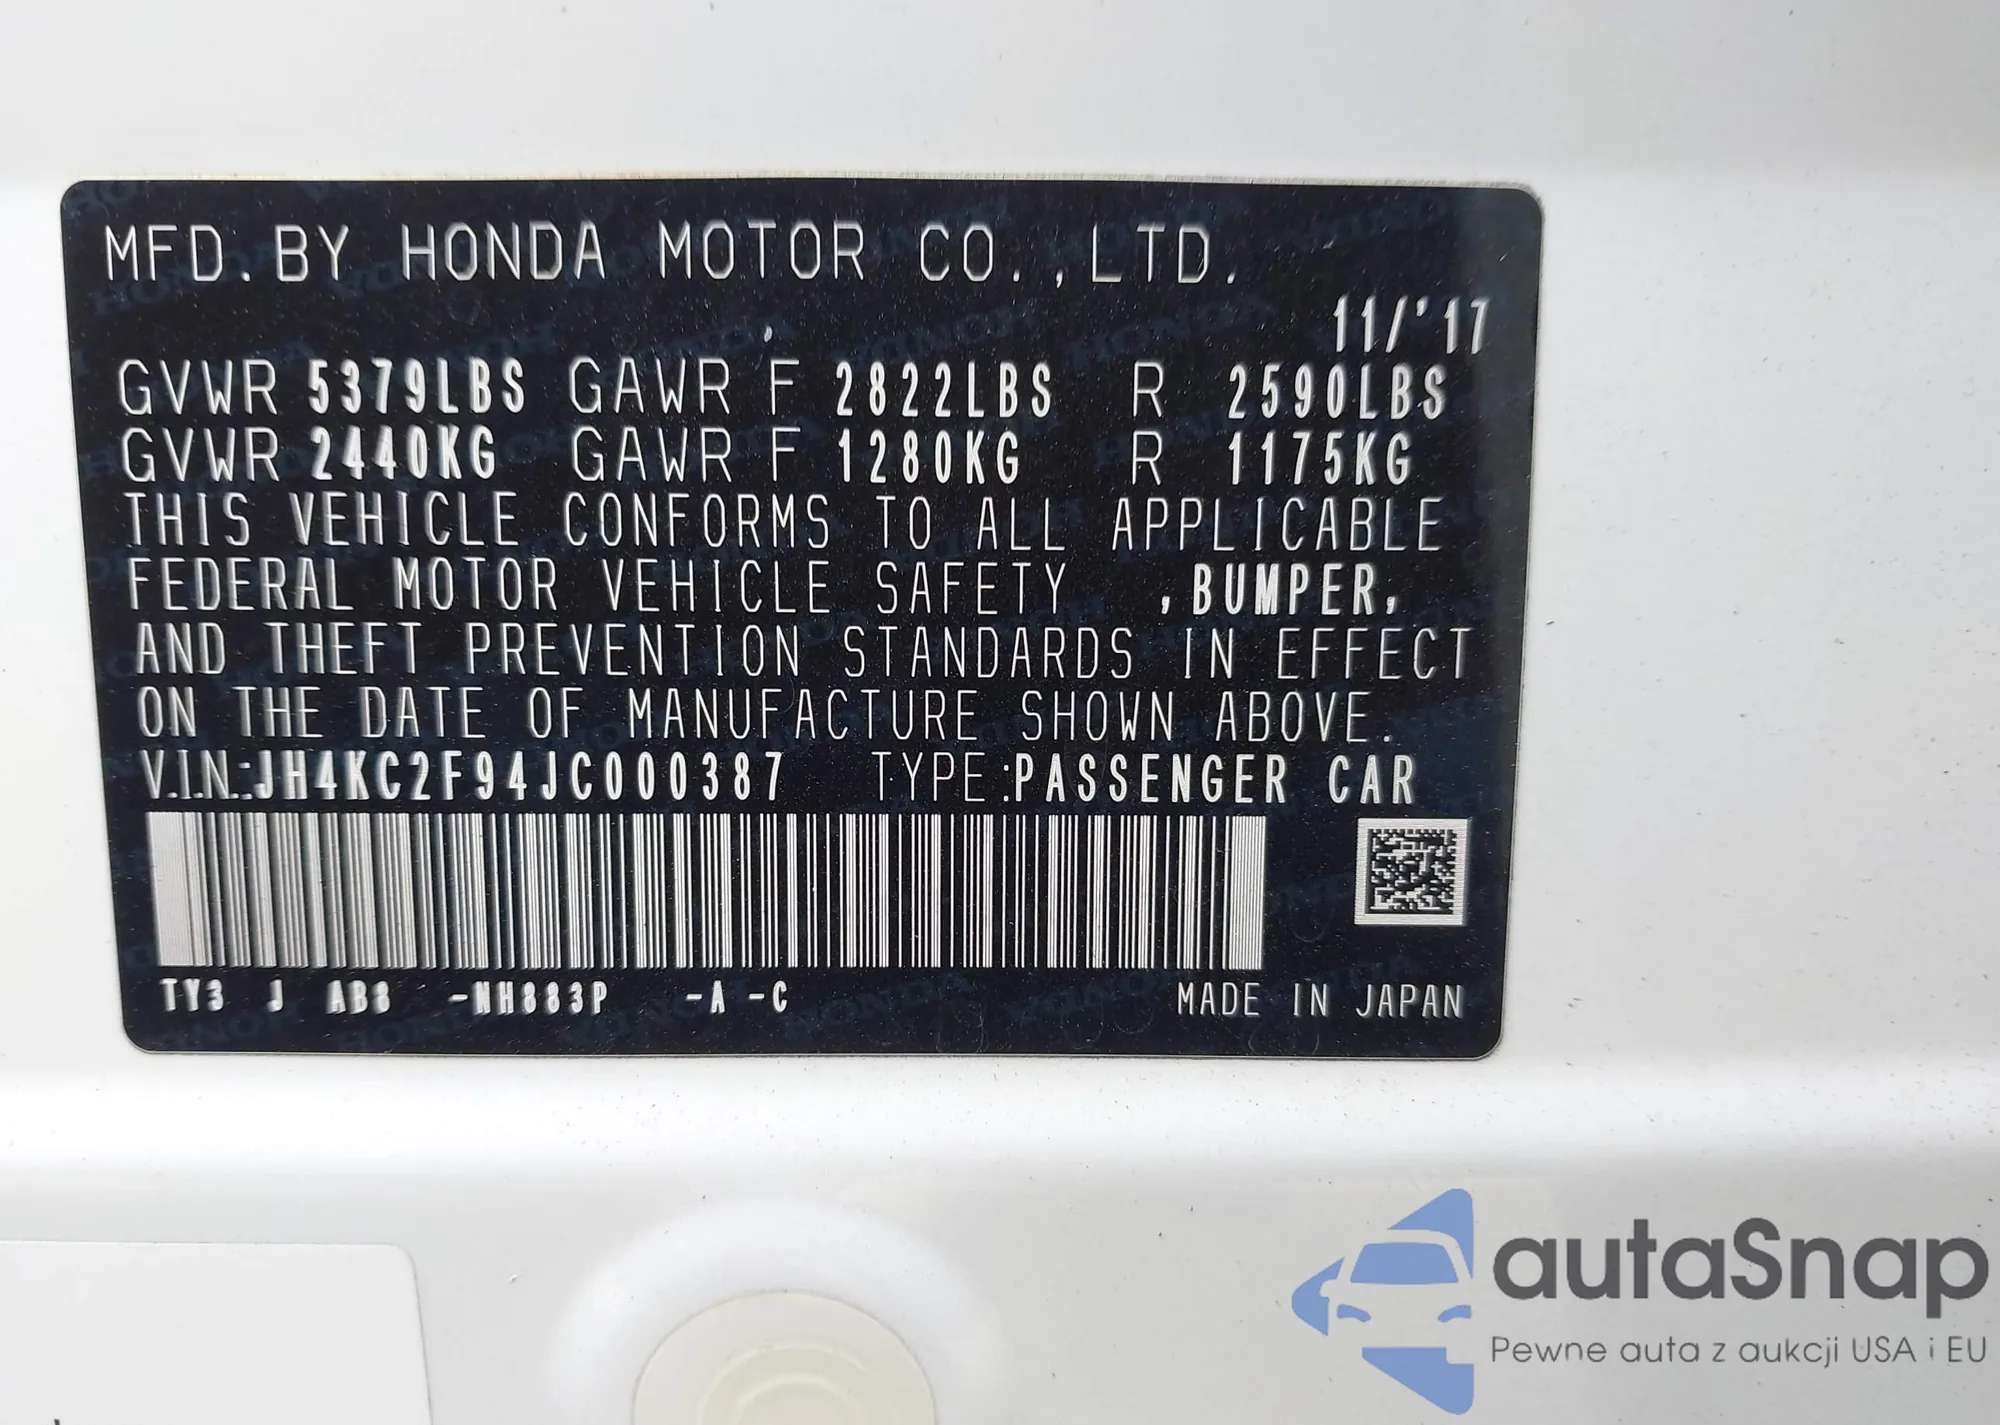 MFD. BY HONDA MOTOR CO., LTD.
11/'17
GVWR 5379LBS GAWR F 2822LBS R 2590LBS
GVWR 2440KG GAWR F 1280KG R 1175KG
THIS VEHICLE CONFORMS TO ALL APPLICABLE
FEDERAL MOTOR VEHICLE SAFETY , BUMPER,
AND THEFT PREVENTION STANDARDS IN EFFECT
ON THE DATE OF MANUFACTURE SHOWN ABOVE.
V.I.N.:JH4KC2F94JC000387 TYPE:PASSENGER CAR
TY3 J AB8 -NH883P -A -C MADE IN JAPAN
autaSnap
Pewne auta z aukcji USA i EU